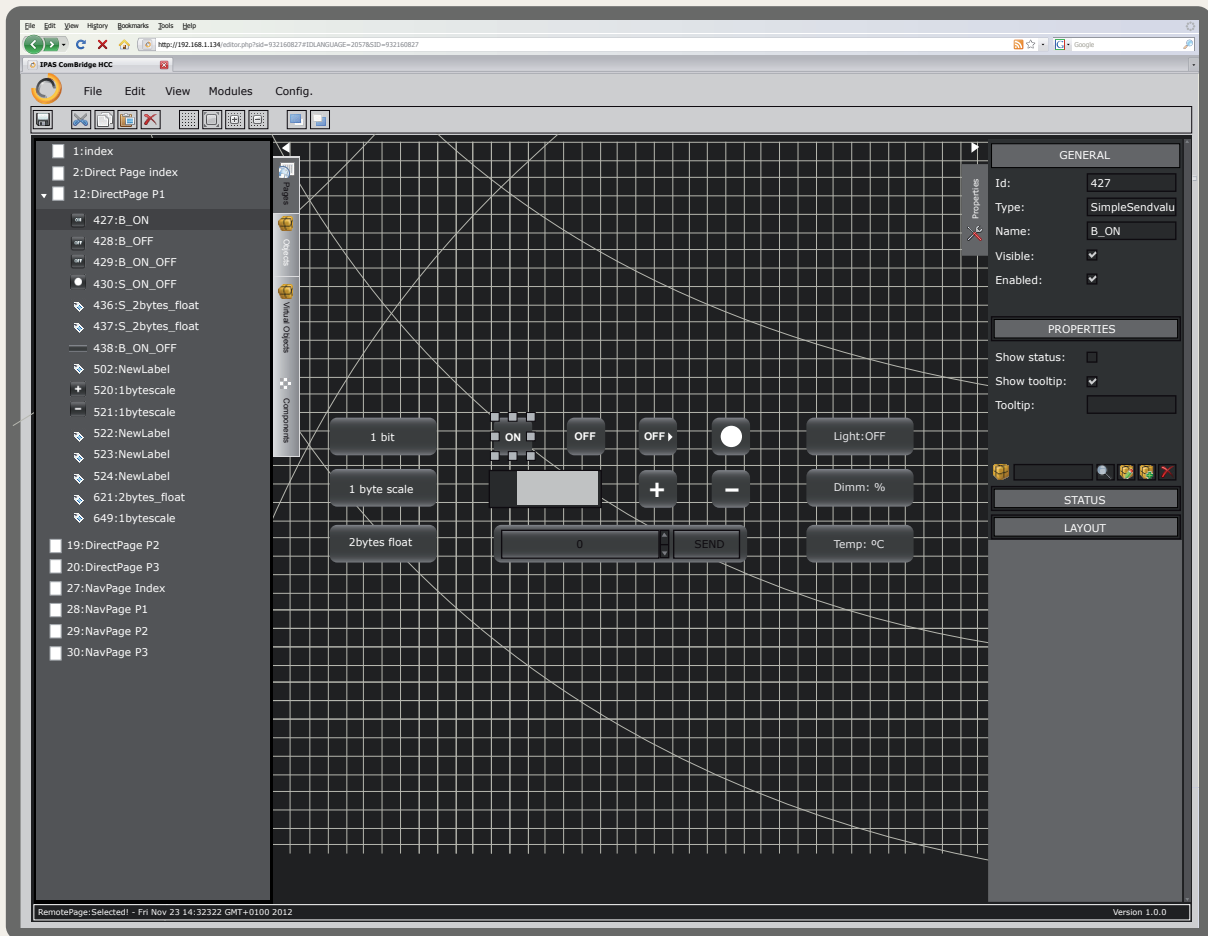 File Edit View History Bookmarks Tools Help
http://192.168.1.134/editor.php?sid=932160827#IDLANGUAGE=2057&SID=932160827
G Google
IPAS ComBridge HCC
File Edit View Modules Config.
1:index
2:Direct Page index
12:DirectPage P1
ON 427:B_ON
OFF 428:B_OFF
OFF 429:B_ON_OFF
430:S_ON_OFF
436:S_2bytes_float
437:S_2bytes_float
438:B_ON_OFF
502:NewLabel
+ 520:1bytescale
- 521:1bytescale
522:NewLabel
523:NewLabel
524:NewLabel
621:2bytes_float
649:1bytescale
19:DirectPage P2
20:DirectPage P3
27:NavPage Index
28:NavPage P1
29:NavPage P2
30:NavPage P3
Pages
Objects
Virtual Objects
Components
1 bit ON OFF OFF Light:OFF
1 byte scale + - Dimm: %
2bytes float 0 SEND Temp: ºC
Properties
GENERAL
Id: 427
Type: SimpleSendvalu
Name: B_ON
Visible:
Enabled:
PROPERTIES
Show status:
Show tooltip:
Tooltip:
STATUS
LAYOUT
RemotePage:Selected! - Fri Nov 23 14:32322 GMT+0100 2012
Version 1.0.0